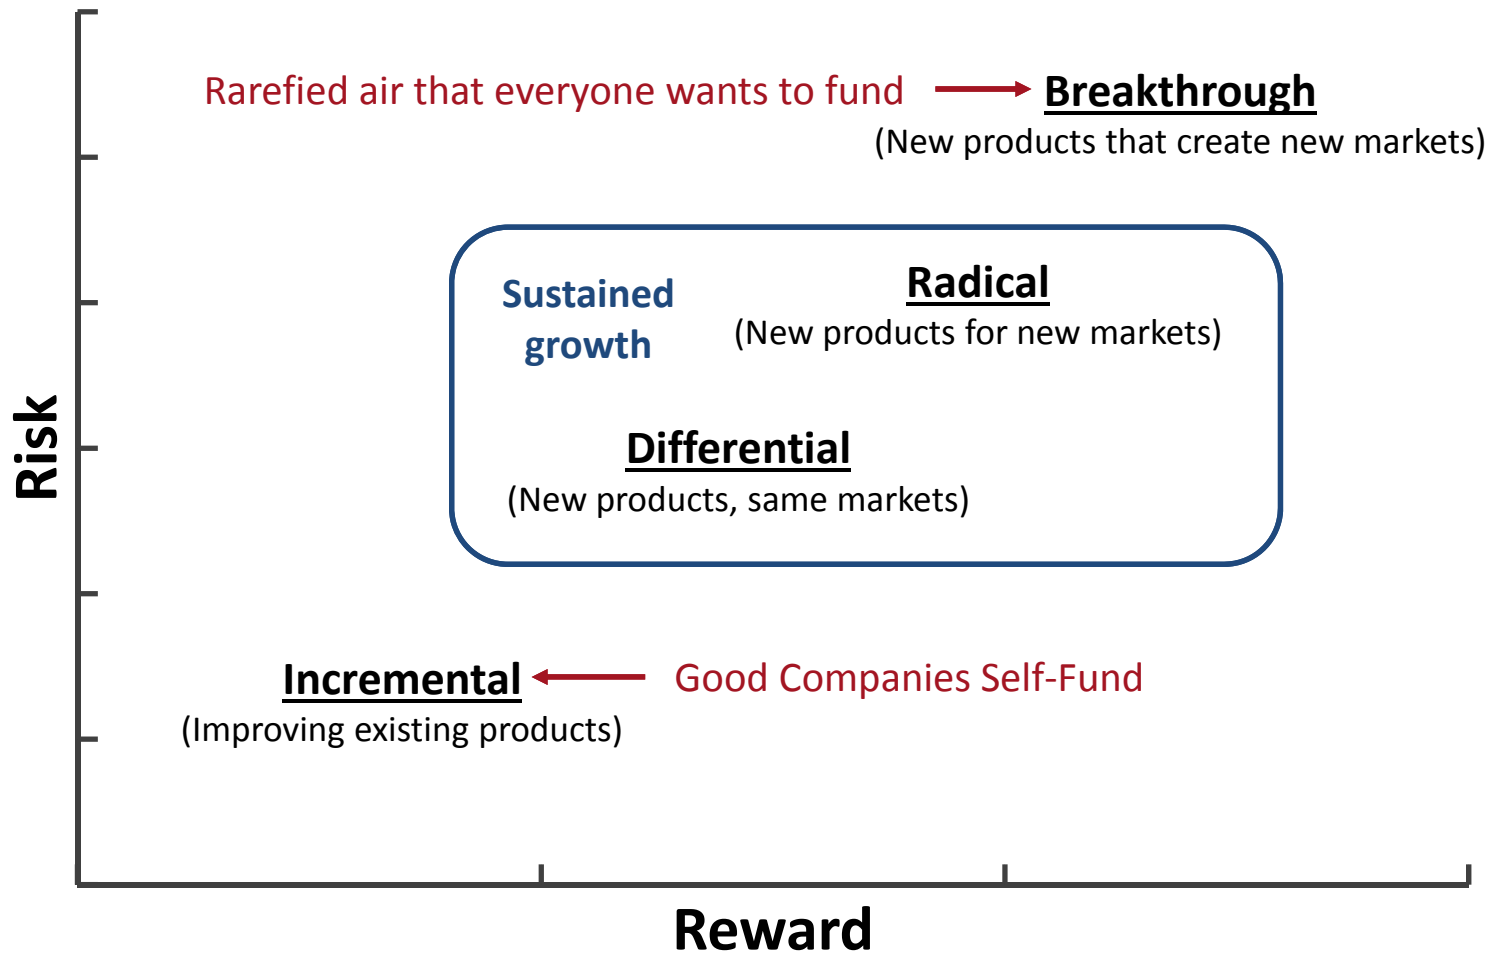 Rarefied air that everyone wants to fund
Breakthrough
(New products that create new markets)
Sustained
growth
Radical
(New products for new markets)
Differential
(New products, same markets)
Risk
Incremental
Good Companies Self-Fund
(Improving existing products)
Reward